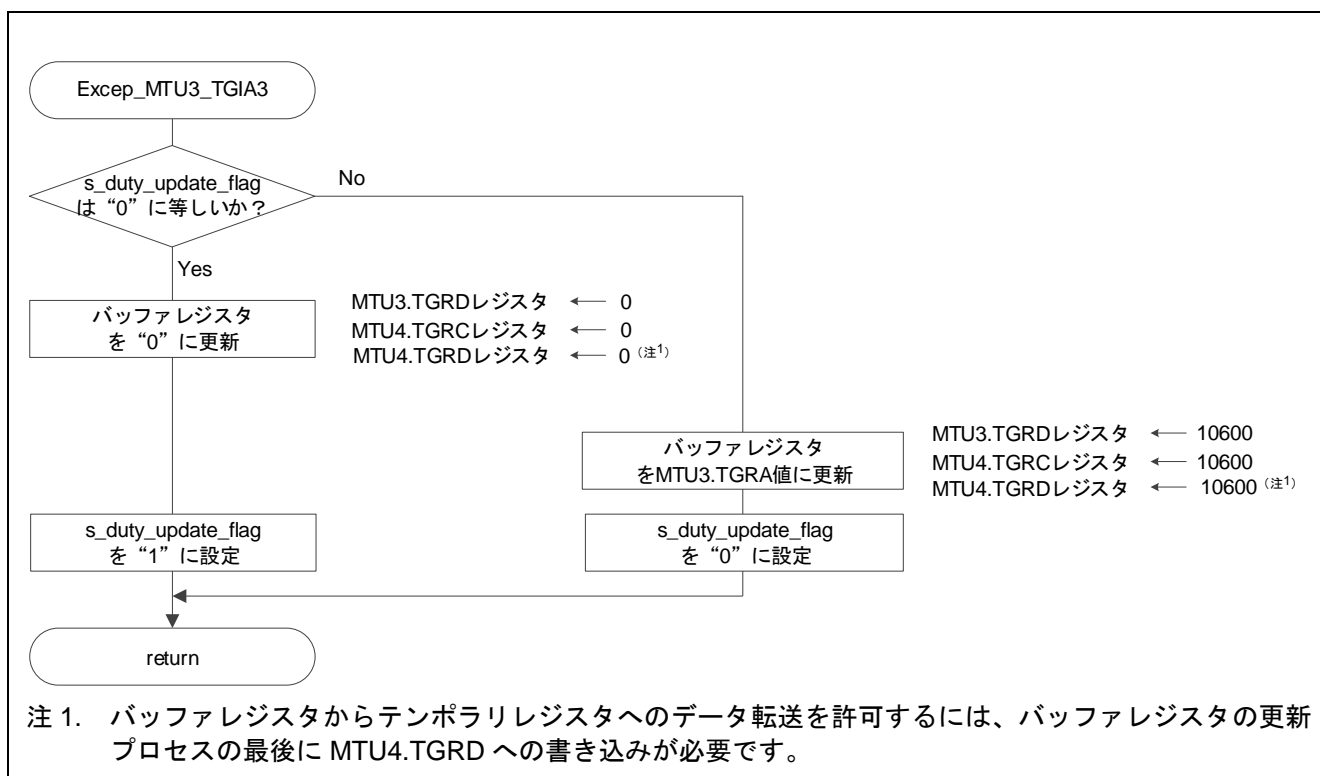 Excep_MTU3_TGIA3
s_duty_update_flag
は“0”に等しいか？
No
Yes
バッファレジスタ
を“0”に更新
MTU3.TGRDレジスタ ← 0
MTU4.TGRCレジスタ ← 0
MTU4.TGRDレジスタ ← 0（注1）
バッファレジスタ
をMTU3.TGRA値に更新
MTU3.TGRDレジスタ ← 10600
MTU4.TGRCレジスタ ← 10600
MTU4.TGRDレジスタ ← 10600（注1）
s_duty_update_flag
を“1”に設定
s_duty_update_flag
を“0”に設定
return
注 1. バッファレジスタからテンポラリレジスタへのデータ転送を許可するには、バッファレジスタの更新
プロセスの最後に MTU4.TGRD への書き込みが必要です。